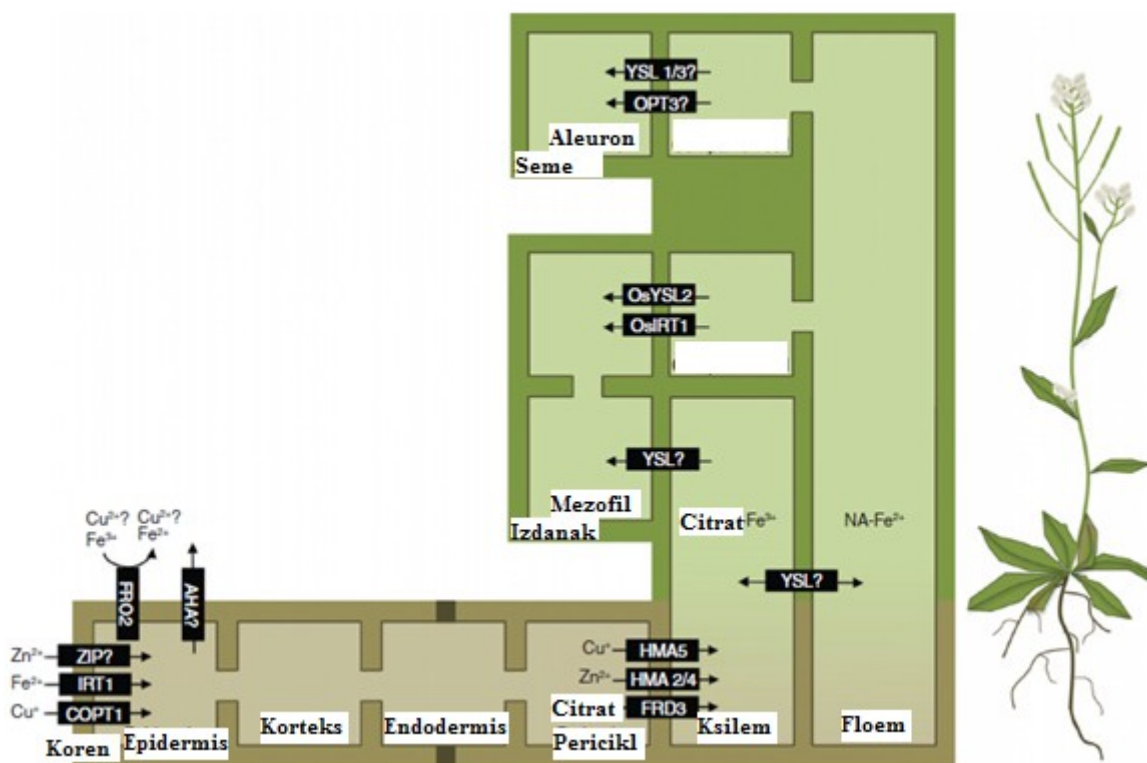 YSL 1/3?
OPT3?
Aleuron
Seme
OsYSL2
OsIRT1
YSL?
Mezofil
Izdanak
Citrat-Fe³⁺
NA-Fe²⁺
YSL?
Cu²⁺? Cu²⁺?
Fe³⁺ Fe²⁺
FRO2
AHA?
Zn²⁺ ZIP?
Fe²⁺ IRT1
Cu⁺ COPT1
Cu⁺ HMA5
Zn²⁺ HMA 2/4
Citrat FRD3
Koren
Epidermis
Korteks
Endodermis
Pericikl
Ksilem
Floem